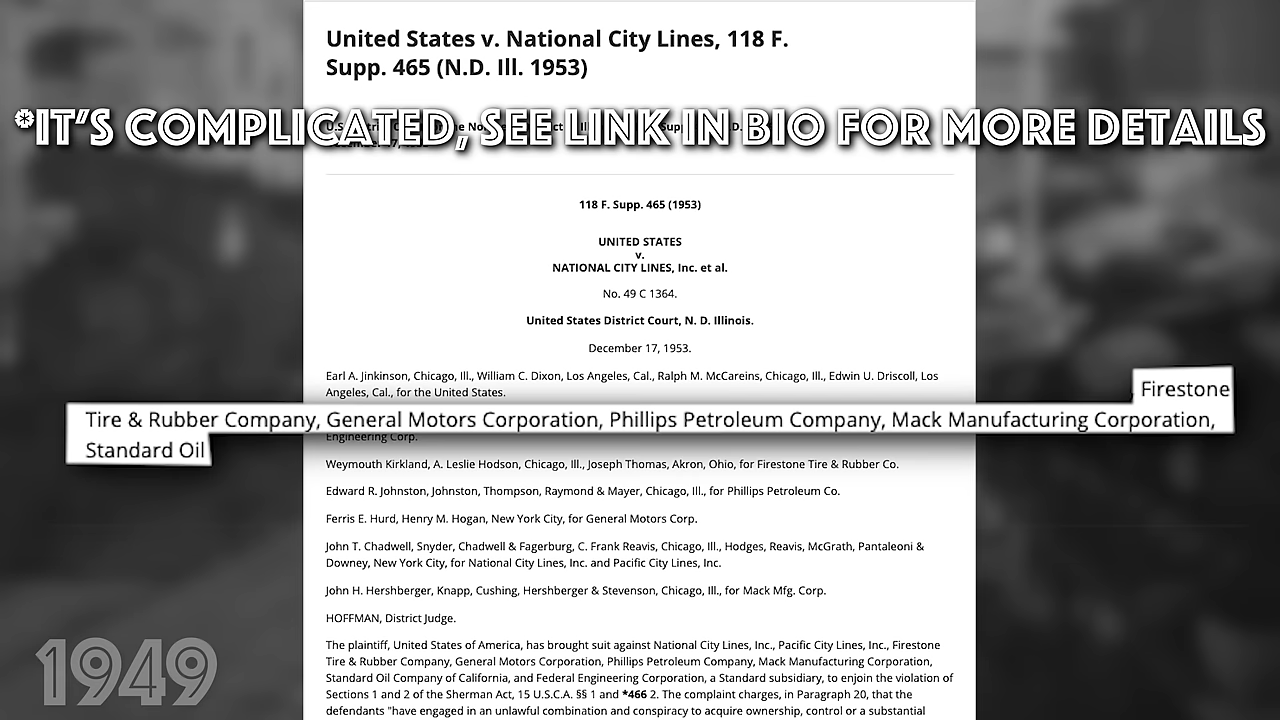 United States v. National City Lines, 118 F.
Supp. 465 (N.D. Ill. 1953)
*IT'S COMPLICATED, SEE LINK IN BIO FOR MORE DETAILS
118 F. Supp. 465 (1953)
UNITED STATES
v.
NATIONAL CITY LINES, Inc. et al.
No. 49 C 1364.
United States District Court, N. D. Illinois.
December 17, 1953.
Earl A. Jinkinson, Chicago, Ill., William C. Dixon, Los Angeles, Cal., Ralph M. McCareins, Chicago, Ill., Edwin U. Driscoll, Los
Angeles, Cal., for the United States.
Firestone
Tire & Rubber Company, General Motors Corporation, Phillips Petroleum Company, Mack Manufacturing Corporation,
Standard Oil
Engineering Corp.
Weymouth Kirkland, A. Leslie Hodson, Chicago, Ill., Joseph Thomas, Akron, Ohio, for Firestone Tire & Rubber Co.
Edward R. Johnston, Johnston, Thompson, Raymond & Mayer, Chicago, Ill., for Phillips Petroleum Co.
Ferris E. Hurd, Henry M. Hogan, New York City, for General Motors Corp.
John T. Chadwell, Snyder, Chadwell & Fagerburg, C. Frank Reavis, Chicago, Ill., Hodges, Reavis, McGrath, Pantaleoni &
Downey, New York City, for National City Lines, Inc. and Pacific City Lines, Inc.
John H. Hershberger, Knapp, Cushing, Hershberger & Stevenson, Chicago, Ill., for Mack Mfg. Corp.
HOFFMAN, District Judge.
The plaintiff, United States of America, has brought suit against National City Lines, Inc., Pacific City Lines, Inc., Firestone
Tire & Rubber Company, General Motors Corporation, Phillips Petroleum Company, Mack Manufacturing Corporation,
Standard Oil Company of California, and Federal Engineering Corporation, a Standard subsidiary, to enjoin the violation of
Sections 1 and 2 of the Sherman Act, 15 U.S.C.A. §§ 1 and *466 2. The complaint charges, in Paragraph 20, that the
defendants "have engaged in an unlawful combination and conspiracy to acquire ownership, control or a substantial
1949